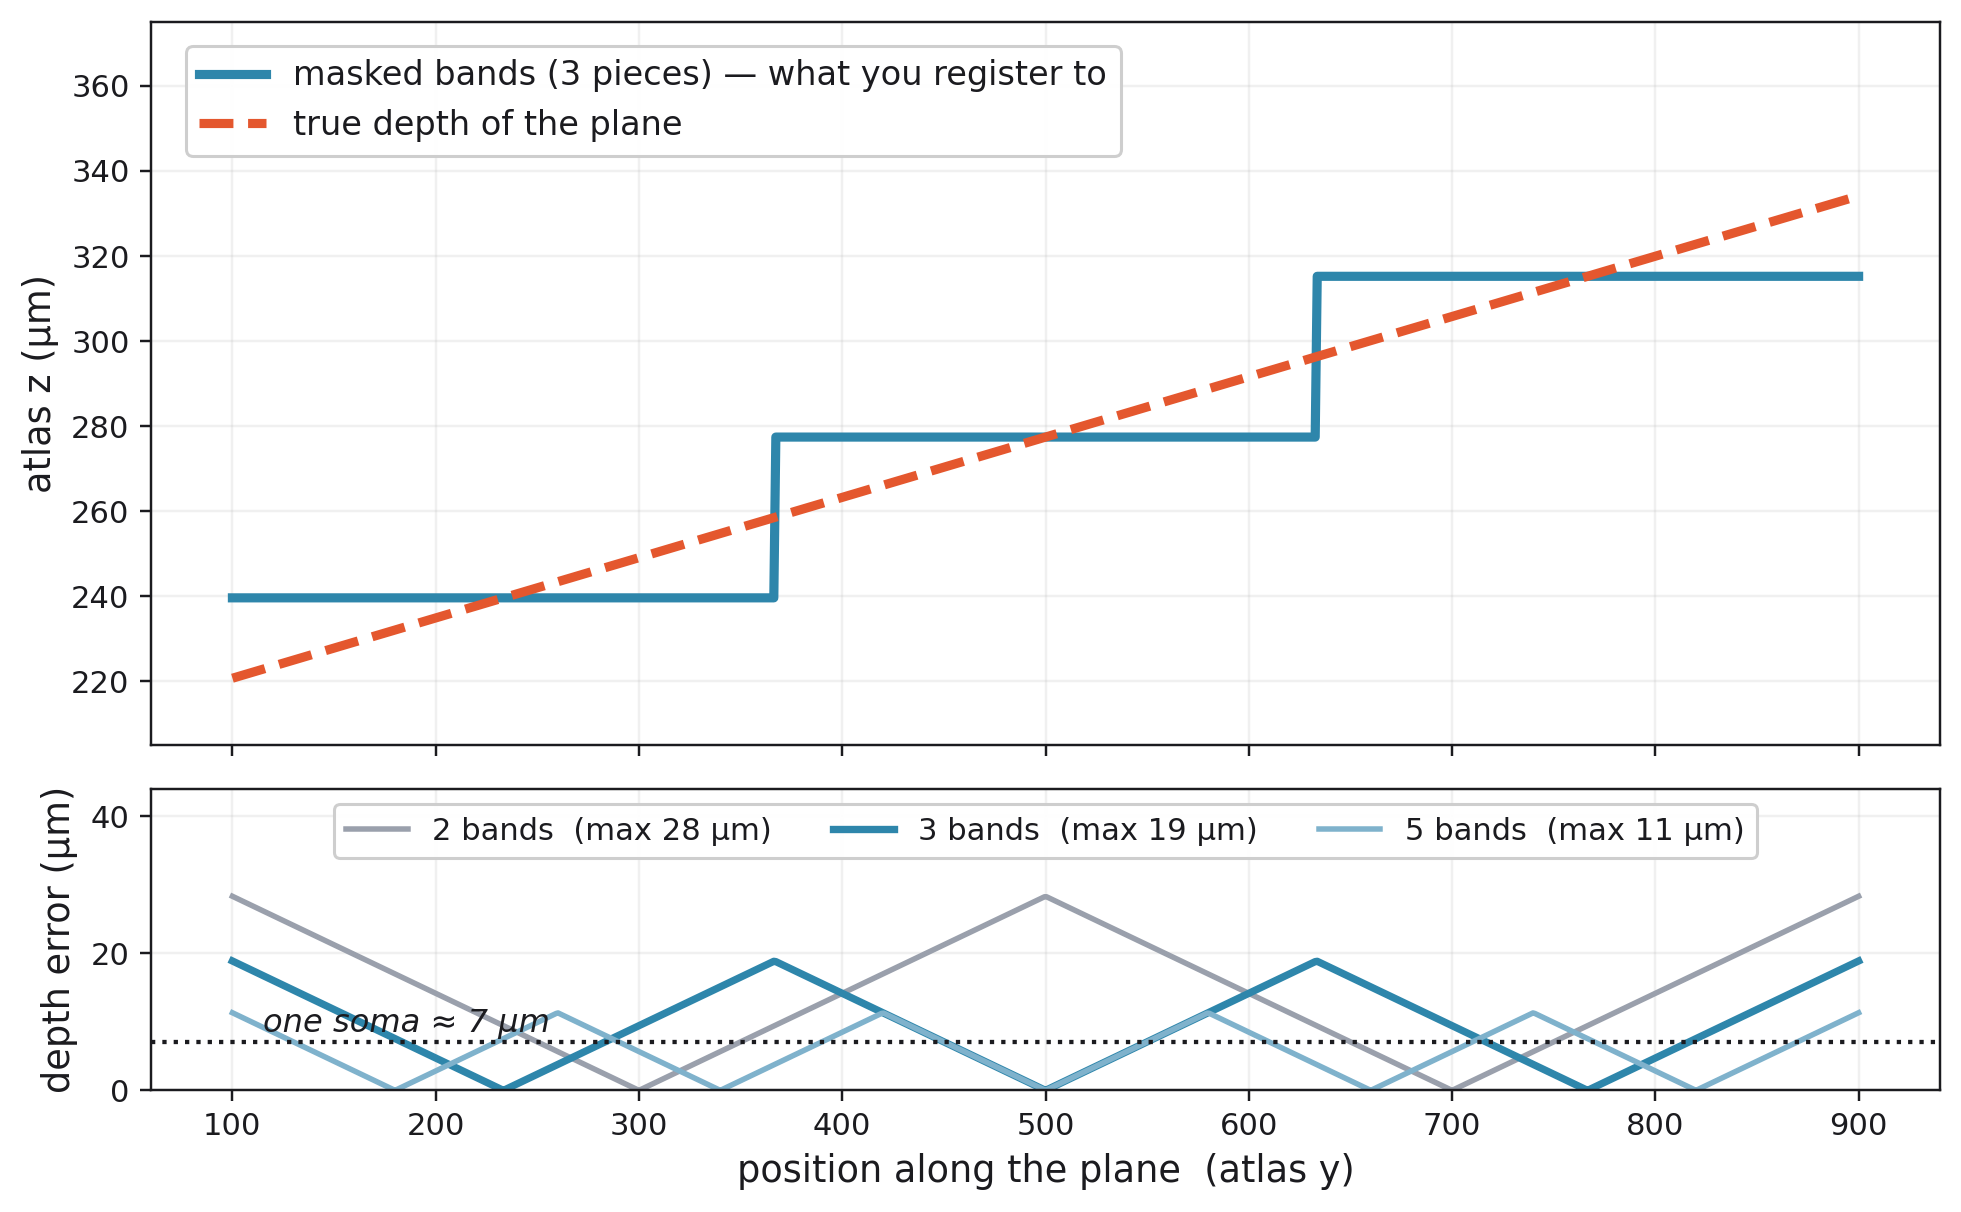 masked bands (3 pieces) — what you register to
true depth of the plane
atlas z (µm)
360
340
320
300
280
260
240
220
2 bands (max 28 µm)
3 bands (max 19 µm)
5 bands (max 11 µm)
one soma ≈ 7 µm
depth error (µm)
40
20
0
100 200 300 400 500 600 700 800 900
position along the plane (atlas y)